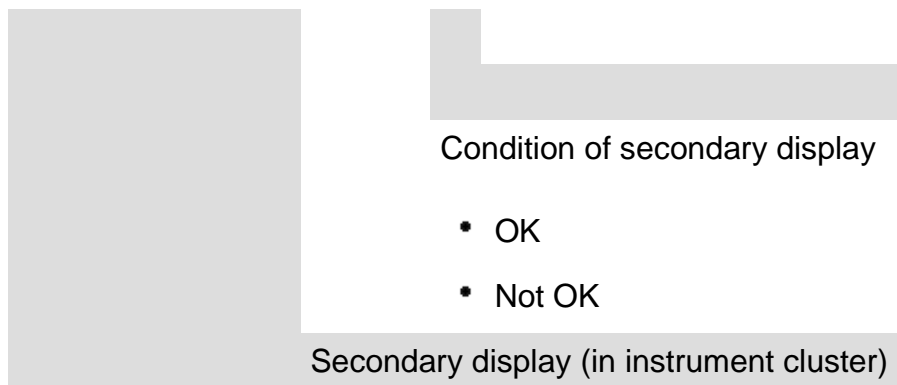 Condition of secondary display
• OK
• Not OK
Secondary display (in instrument cluster)